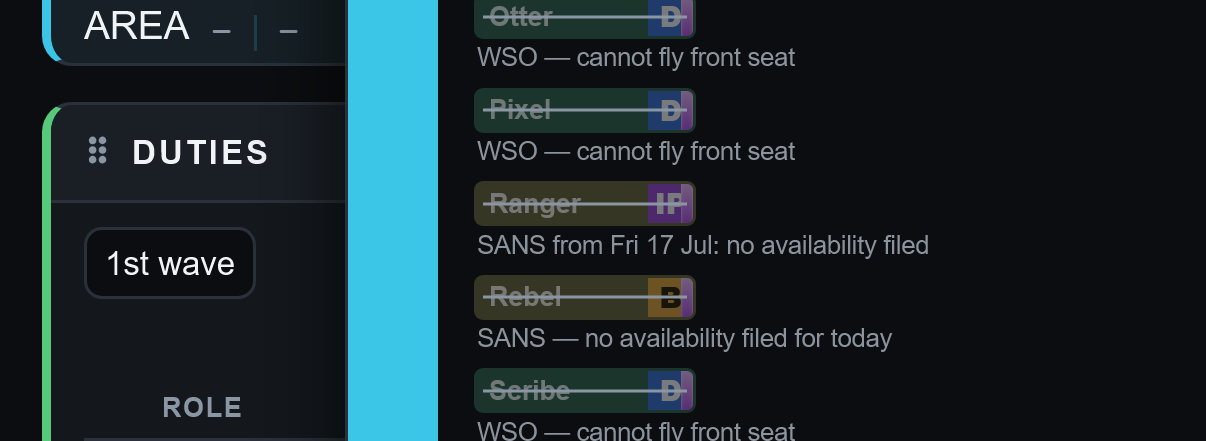 AREA – | –
DUTIES
1st wave
ROLE
Otter D
WSO — cannot fly front seat
Pixel D
WSO — cannot fly front seat
Ranger IP
SANS from Fri 17 Jul: no availability filed
Rebel B
SANS — no availability filed for today
Scribe D
WSO — cannot fly front seat